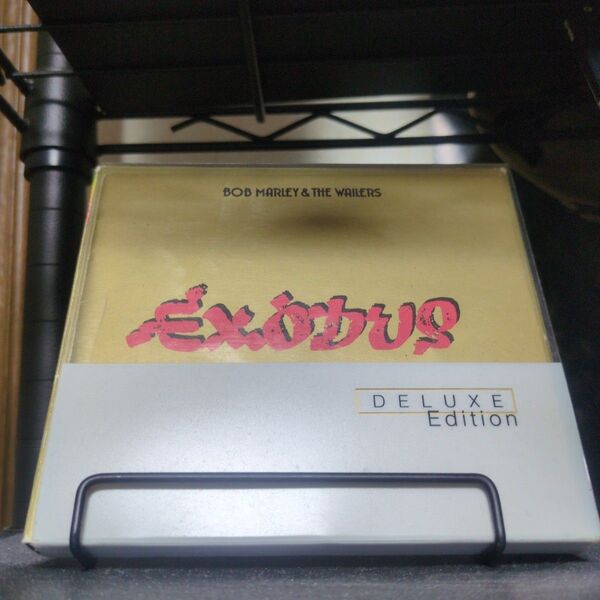 BOB MARLEY & THE WAILERS
EXODUS
DELUXE
Edition